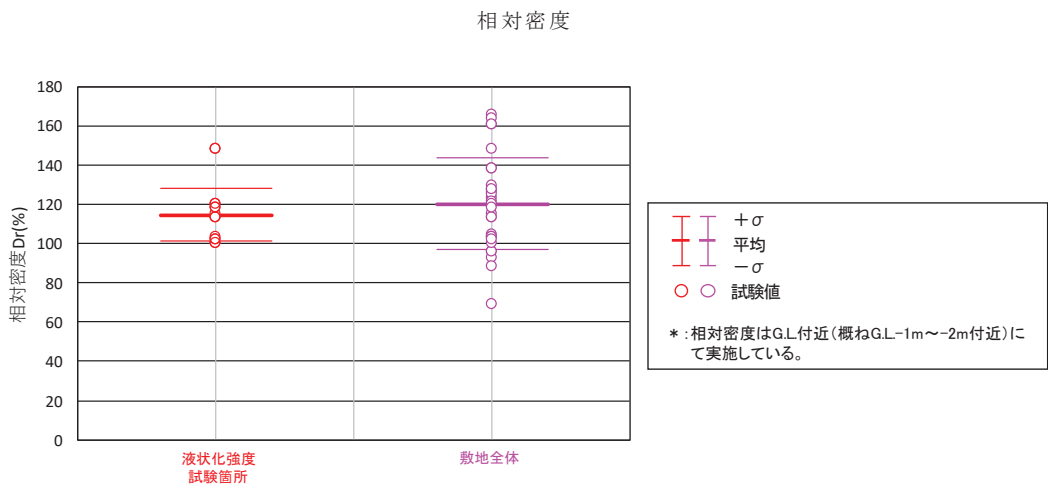 相対密度
180
160
140
120
100
80
60
40
20
0
相対密度Dr(%)
液状化強度
試験箇所
敷地全体
+σ
平均
-σ
試験値
*:相対密度はG.L.付近(概ねG.L.-1m~-2m付近)に
て実施している。